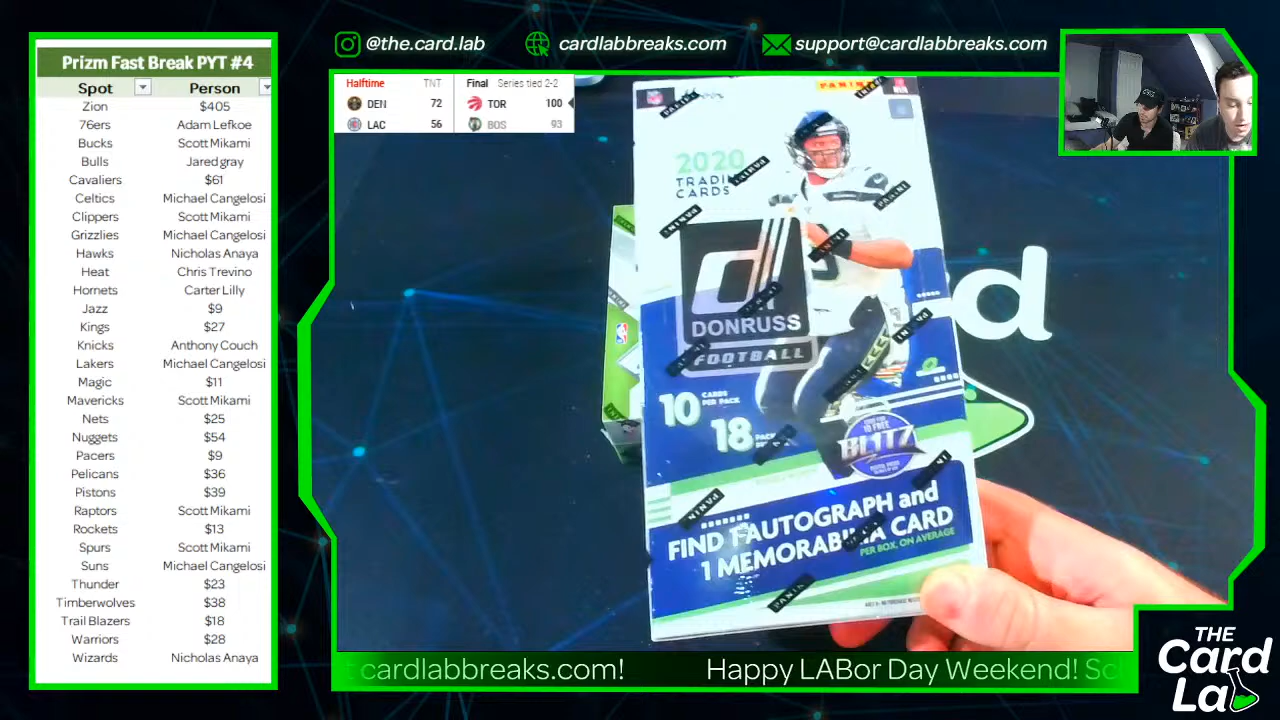 @the.card.lab
cardlabbreaks.com
support@cardlabbreaks.com
Prizm Fast Break PYT #4
Spot Person
Zion $405
76ers Adam Lefkoe
Bucks Scott Mikami
Bulls Jared gray
Cavaliers $61
Celtics Michael Cangelosi
Clippers Scott Mikami
Grizzlies Michael Cangelosi
Hawks Nicholas Anaya
Heat Chris Trevino
Hornets Carter Lilly
Jazz $9
Kings $27
Knicks Anthony Couch
Lakers Michael Cangelosi
Magic $11
Mavericks Scott Mikami
Nets $25
Nuggets $54
Pacers $9
Pelicans $36
Pistons $39
Raptors Scott Mikami
Rockets $13
Spurs Scott Mikami
Suns Michael Cangelosi
Thunder $23
Timberwolves $38
Trail Blazers $18
Warriors $28
Wizards Nicholas Anaya
Halftime TNT
DEN 72
LAC 56
Final Series tied 2-2
TOR 100
BOS 93
PANINI
2020
TRADING
CARDS
DONRUSS
FOOTBALL
10 CARDS
PER PACK
18
BLITZ
FIND 1 AUTOGRAPH and
1 MEMORABILIA CARD
PER BOX, ON AVERAGE
rd
t cardlabbreaks.com! Happy LABor Day Weekend! Sc
THE
Card
La